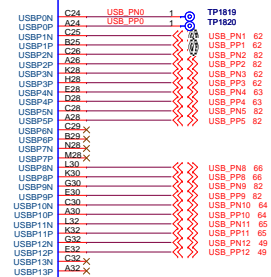 USBP0N C24 USB_PN0 1 TP1819
USBP0P A24 USB_PP0 1 TP1820
USBP1N C25 USB_PN1 62
USBP1P B25 USB_PP1 62
USBP2N C26 USB_PN2 82
USBP2P A26 USB_PP2 82
USBP3N K28 USB_PN3 62
USBP3P H28 USB_PP3 62
USBP4N E28 USB_PN4 63
USBP4P D28 USB_PP4 63
USBP5N C28 USB_PN5 82
USBP5P A28 USB_PP5 82
USBP6N C29
USBP6P B29
USBP7N N28
USBP7P M28
USBP8N L30 USB_PN8 66
USBP8P K30 USB_PP8 66
USBP9N G30 USB_PN9 82
USBP9P E30 USB_PP9 82
USBP10N C30 USB_PN10 64
USBP10P A30 USB_PP10 64
USBP11N L32 USB_PN11 65
USBP11P K32 USB_PP11 65
USBP12N G32 USB_PN12 49
USBP12P E32 USB_PP12 49
USBP13N C32
USBP13P A32